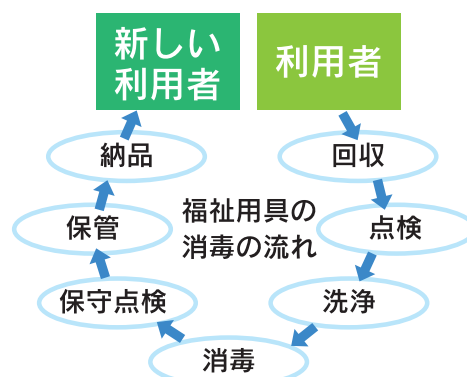 新しい
利用者
利用者
納品
回収
福祉用具の
消毒の流れ
保管
点検
保守点検
洗浄
消毒